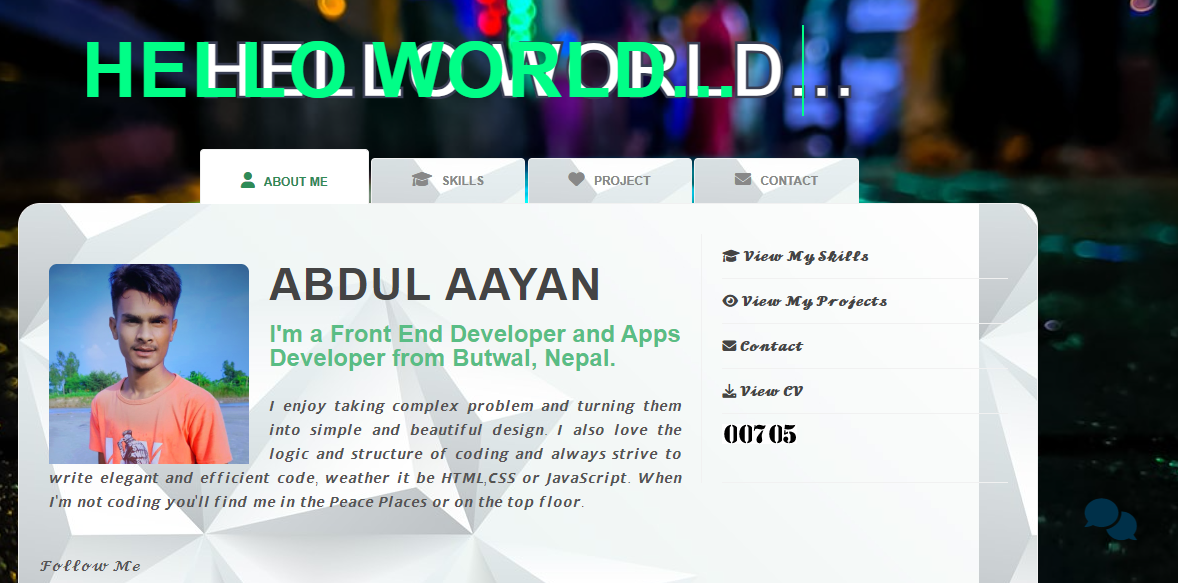 HELLO WORLD...
HELLO WORLD...
ABOUT ME
SKILLS
PROJECT
CONTACT
ABDUL AAYAN
I'm a Front End Developer and Apps
Developer from Butwal, Nepal.
I enjoy taking complex problem and turning them
into simple and beautiful design. I also love the
logic and structure of coding and always strive to
write elegant and efficient code, weather it be HTML,CSS or JavaScript. When
I'm not coding you'll find me in the Peace Places or on the top floor.
Follow Me
View My Skills
View My Projects
Contact
View CV
00705